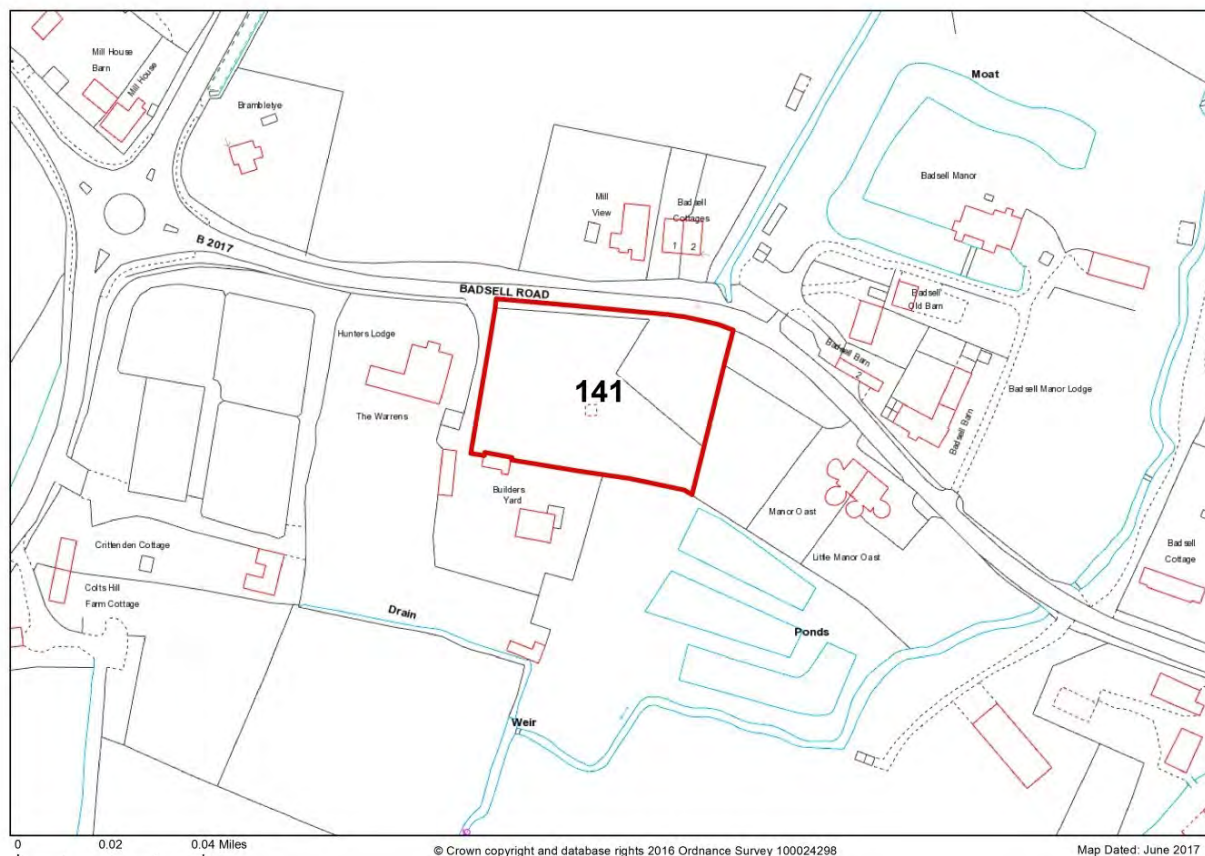 Mill House
Barn
Mill House
Brambletye
Moat
Badsell Manor
Mill
View
Badsell
Cottages
1
2
B 2017
BADSELL ROAD
Badsell
Old Barn
Hunters Lodge
141
Badsell Barn
2
Badsell Manor Lodge
The Warrens
Badsell Barn
Builders
Yard
Manor Oast
Little Manor Oast
Crittenden Cottage
Badsell
Cottage
Colts Hill
Farm Cottage
Drain
Ponds
Weir
0
0.02
0.04 Miles
© Crown copyright and database rights 2016 Ordnance Survey 100024298
Map Dated: June 2017